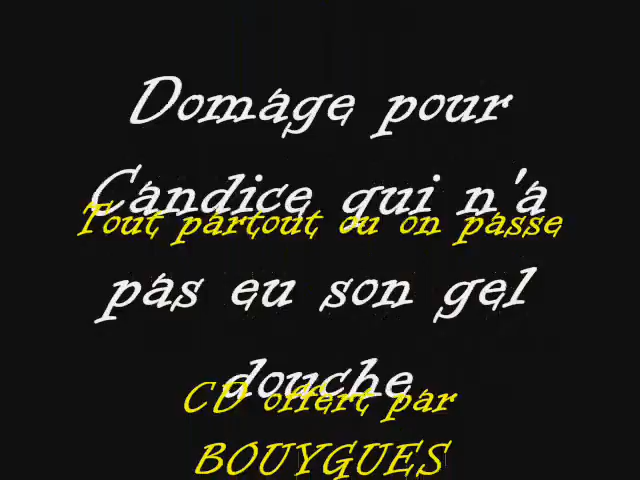 Domage pour
Candice qui n'a
Tout partout ou on passe
pas eu son gel
douche
CD offert par
BOUYGUES